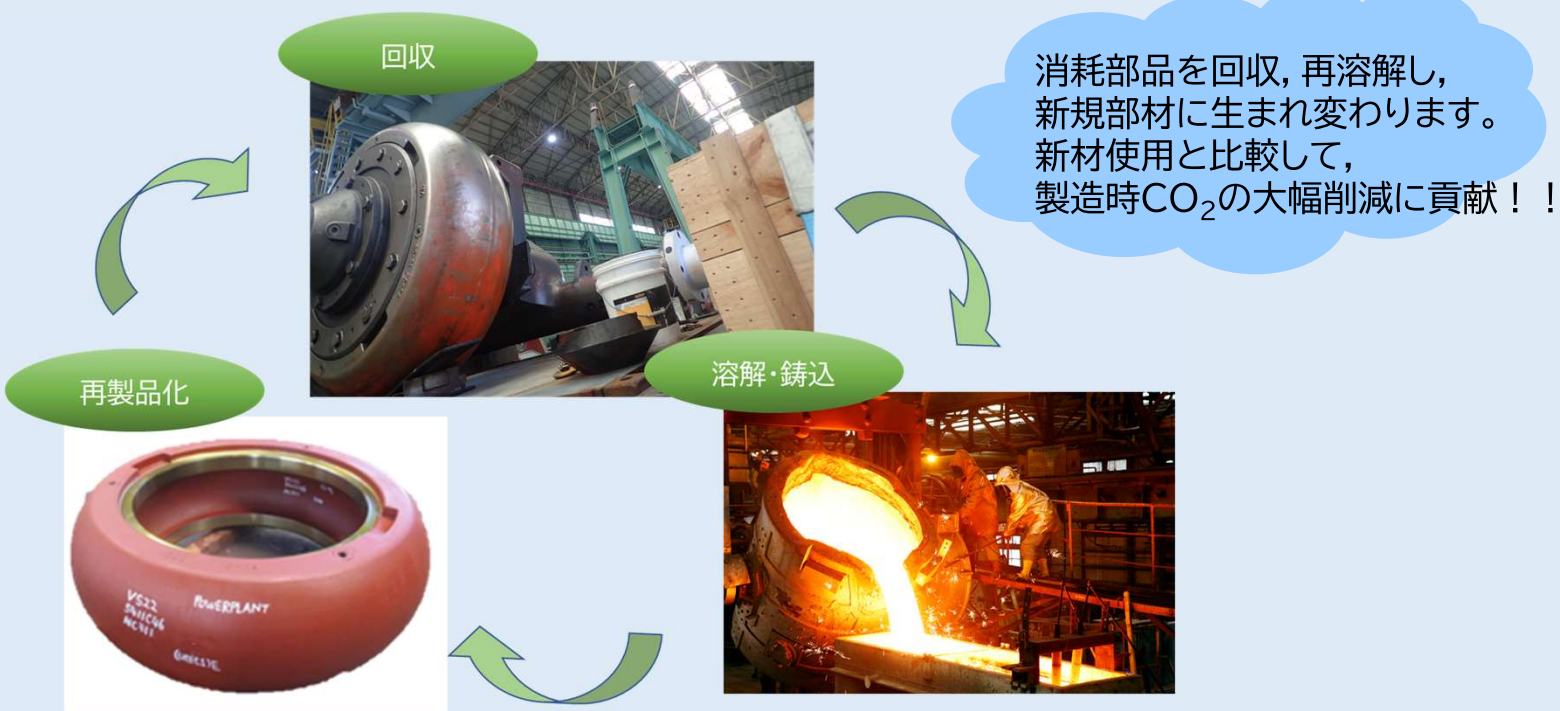 回収
消耗部品を回収, 再溶解し,
新規部材に生まれ変わります。
新材使用と比較して,
製造時CO₂の大幅削減に貢献！！
溶解・鋳込
再製品化
VS22
POWERPLANT